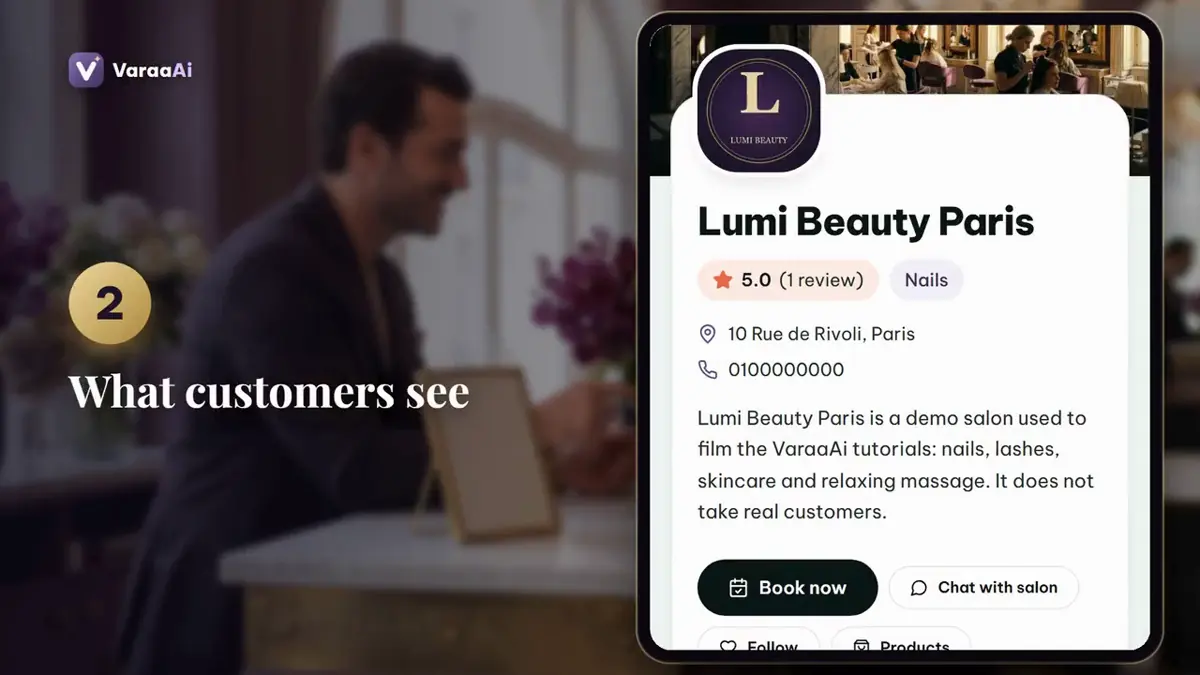 VaraaAi
2
What customers see
L
LUMI BEAUTY
Lumi Beauty Paris
5.0 (1 review)
Nails
10 Rue de Rivoli, Paris
0100000000
Lumi Beauty Paris is a demo salon used to
film the VaraaAi tutorials: nails, lashes,
skincare and relaxing massage. It does not
take real customers.
Book now
Chat with salon
Follow
Products